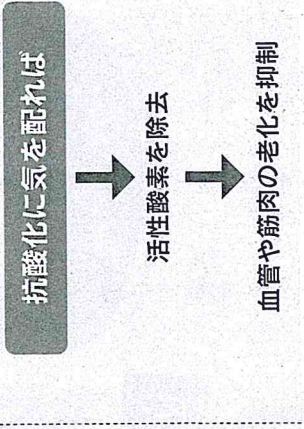 抗酸化に気を配れば
活性酸素を除去
血管や筋肉の老化を抑制